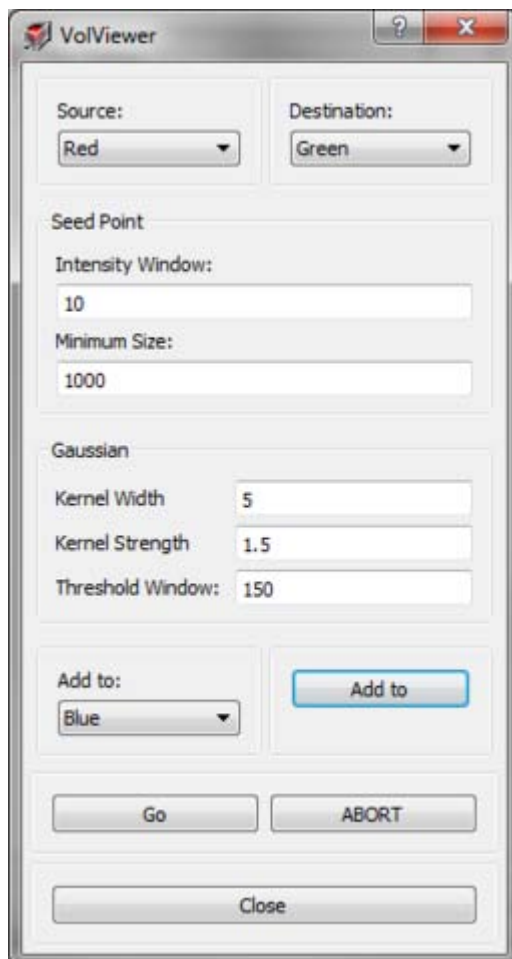 VolViewer
?
Source:
Destination:
Red
Green
Seed Point
Intensity Window:
10
Minimum Size:
1000
Gaussian
Kernel Width
5
Kernel Strength
1.5
Threshold Window:
150
Add to:
Blue
Add to
Go
ABORT
Close